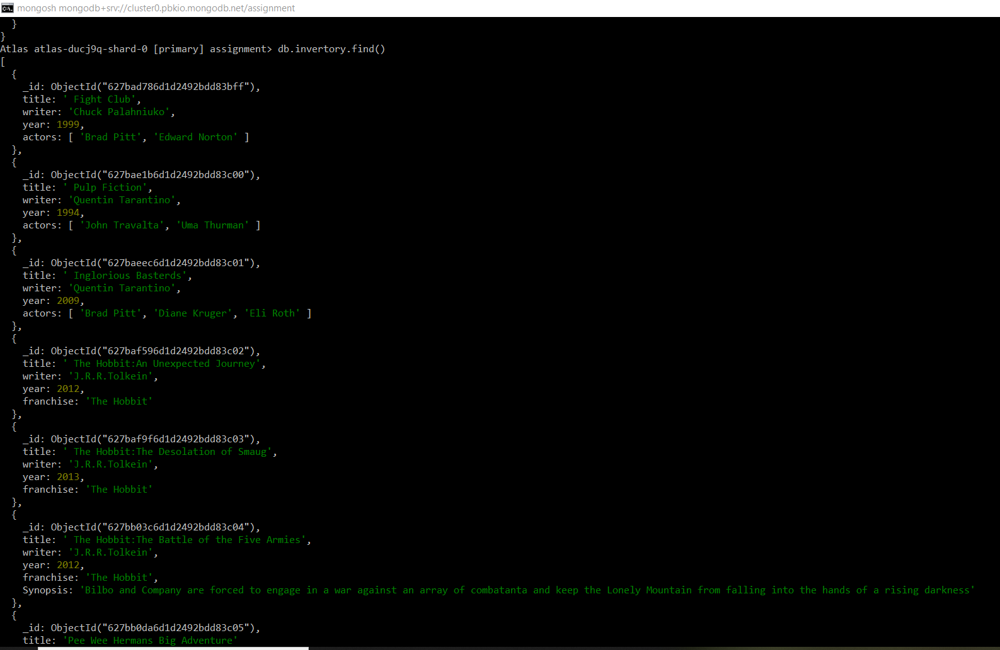 mongosh mongodb+srv://cluster0.pbkio.mongodb.net/assignment
  }
}
Atlas atlas-ducj9q-shard-0 [primary] assignment> db.invertory.find()
[
  {
    _id: ObjectId("627bad786d1d2492bdd83bff"),
    title: ' Fight Club',
    writer: 'Chuck Palahniuko',
    year: 1999,
    actors: [ 'Brad Pitt', 'Edward Norton' ]
  },
  {
    _id: ObjectId("627bae1b6d1d2492bdd83c00"),
    title: ' Pulp Fiction',
    writer: 'Quentin Tarantino',
    year: 1994,
    actors: [ 'John Travalta', 'Uma Thurman' ]
  },
  {
    _id: ObjectId("627baeec6d1d2492bdd83c01"),
    title: ' Inglorious Basterds',
    writer: 'Quentin Tarantino',
    year: 2009,
    actors: [ 'Brad Pitt', 'Diane Kruger', 'Eli Roth' ]
  },
  {
    _id: ObjectId("627baf596d1d2492bdd83c02"),
    title: ' The Hobbit:An Unexpected Journey',
    writer: 'J.R.R.Tolkein',
    year: 2012,
    franchise: 'The Hobbit'
  },
  {
    _id: ObjectId("627baf9f6d1d2492bdd83c03"),
    title: ' The Hobbit:The Desolation of Smaug',
    writer: 'J.R.R.Tolkein',
    year: 2013,
    franchise: 'The Hobbit'
  },
  {
    _id: ObjectId("627bb03c6d1d2492bdd83c04"),
    title: ' The Hobbit:The Battle of the Five Armies',
    writer: 'J.R.R.Tolkein',
    year: 2012,
    franchise: 'The Hobbit',
    Synopsis: 'Bilbo and Company are forced to engage in a war against an array of combatanta and keep the Lonely Mountain from falling into the hands of a rising darkness'
  },
  {
    _id: ObjectId("627bb0da6d1d2492bdd83c05"),
    title: 'Pee Wee Hermans Big Adventure'